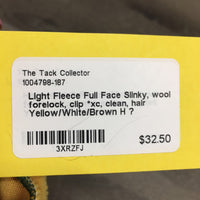 The Tack Collector
1004798-187
Light Fleece Full Face Slinky, wool
forelock, clip *xc, clean, hair
Yellow/White/Brown H ?
3XRZFJ
$32.50